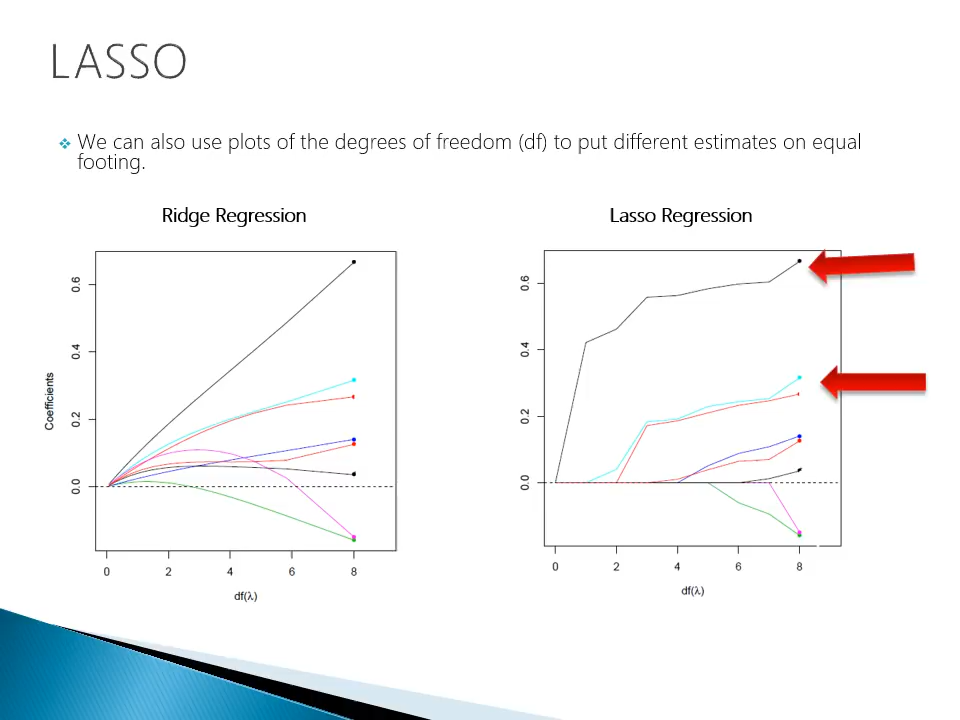 LASSO
We can also use plots of the degrees of freedom (df) to put different estimates on equal
footing.
Ridge Regression
Lasso Regression
Coefficients
0.6
0.4
0.2
0.0
0 2 4 6 8
df(λ)
0.6
0.4
0.2
0.0
0 2 4 6 8
df(λ)